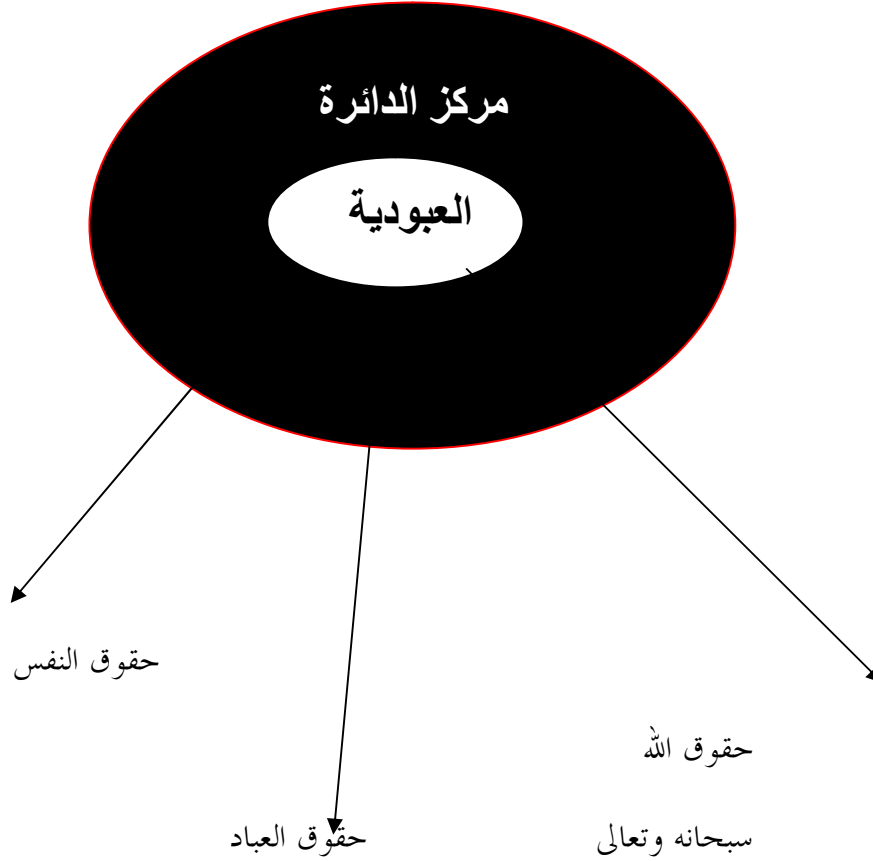 مركز الدائرة
العبودية
حقوق النفس
حقوق الله
سبحانه وتعالى
حقوق العباد